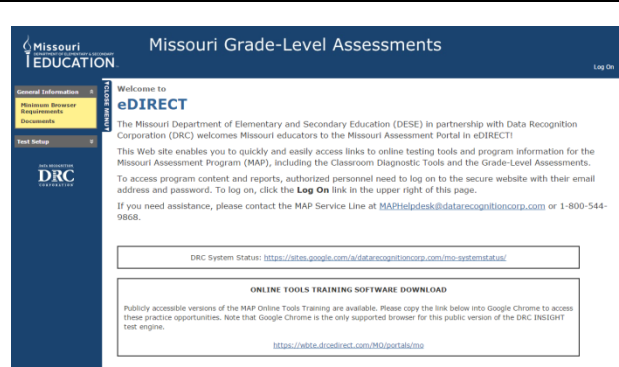 Missouri
DEPARTMENT OF ELEMENTARY & SECONDARY
EDUCATION.
Missouri Grade-Level Assessments
Log On
General Information
Minimum Browser
Requirements
Documents
Test Setup
CLOSE MENU
DATA RECOGNITION
DRC
CORPORATION
Welcome to
eDIRECT
The Missouri Department of Elementary and Secondary Education (DESE) in partnership with Data Recognition
Corporation (DRC) welcomes Missouri educators to the Missouri Assessment Portal in eDIRECT!
This Web site enables you to quickly and easily access links to online testing tools and program information for the
Missouri Assessment Program (MAP), including the Classroom Diagnostic Tools and the Grade-Level Assessments.
To access program content and reports, authorized personnel need to log on to the secure website with their email
address and password. To log on, click the Log On link in the upper right of this page.
If you need assistance, please contact the MAP Service Line at MAPHelpdesk@datarecognitioncorp.com or 1-800-544-
9868.
DRC System Status: https://sites.google.com/a/datarecognitioncorp.com/mo-systemstatus/
ONLINE TOOLS TRAINING SOFTWARE DOWNLOAD
Publicly accessible versions of the MAP Online Tools Training are available. Please copy the link below into Google Chrome to access
these practice opportunities. Note that Google Chrome is the only supported browser for this public version of the DRC INSIGHT
test engine.
https://wbte.drcedirect.com/MO/portals/mo